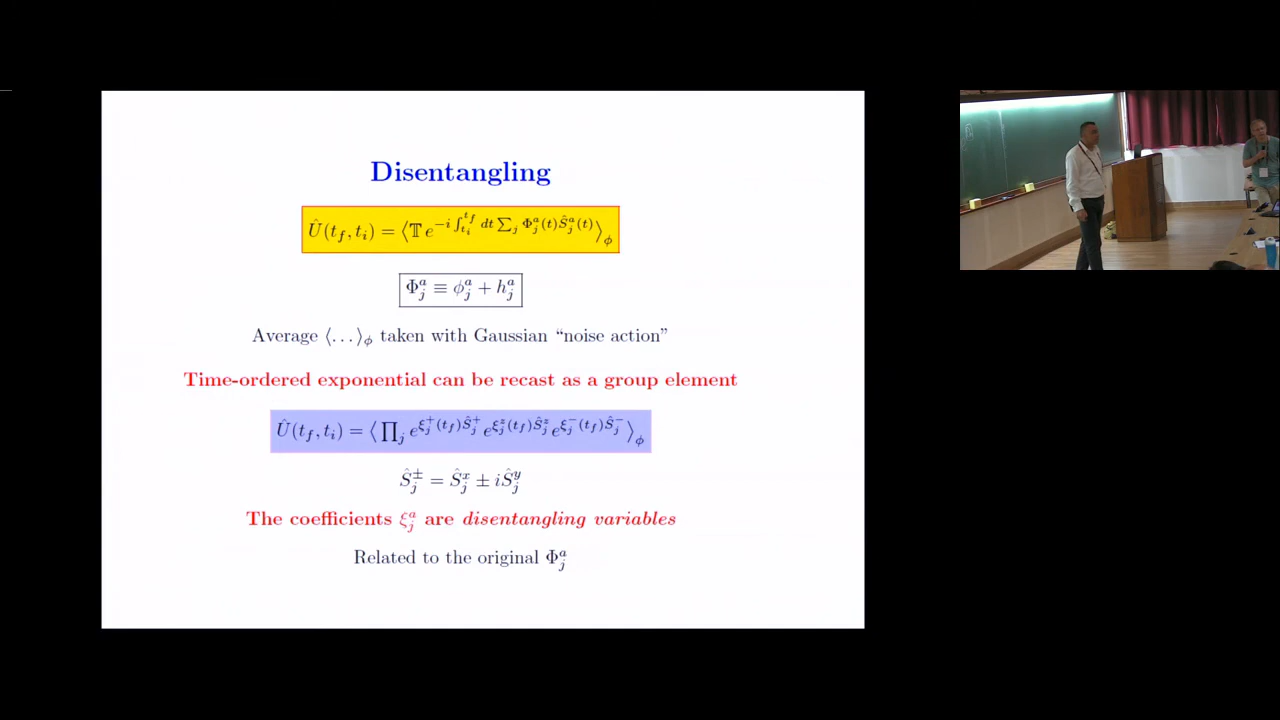 Disentangling
Û(t_f, t_i) = ⟨𝕋 e^{−i ∫_{t_i}^{t_f} dt ∑_j Φ_j^a(t) Ŝ_j^a(t)}⟩_ϕ
Φ_j^a ≡ ϕ_j^a + h_j^a
Average ⟨...⟩_ϕ taken with Gaussian “noise action”
Time-ordered exponential can be recast as a group element
Û(t_f, t_i) = ⟨∏_j e^{ξ_j^+(t_f)Ŝ_j^+} e^{ξ_j^z(t_f)Ŝ_j^z} e^{ξ_j^−(t_f)Ŝ_j^−}⟩_ϕ
Ŝ_j^± = Ŝ_j^x ± iŜ_j^y
The coefficients ξ_j^a are disentangling variables
Related to the original Φ_j^a